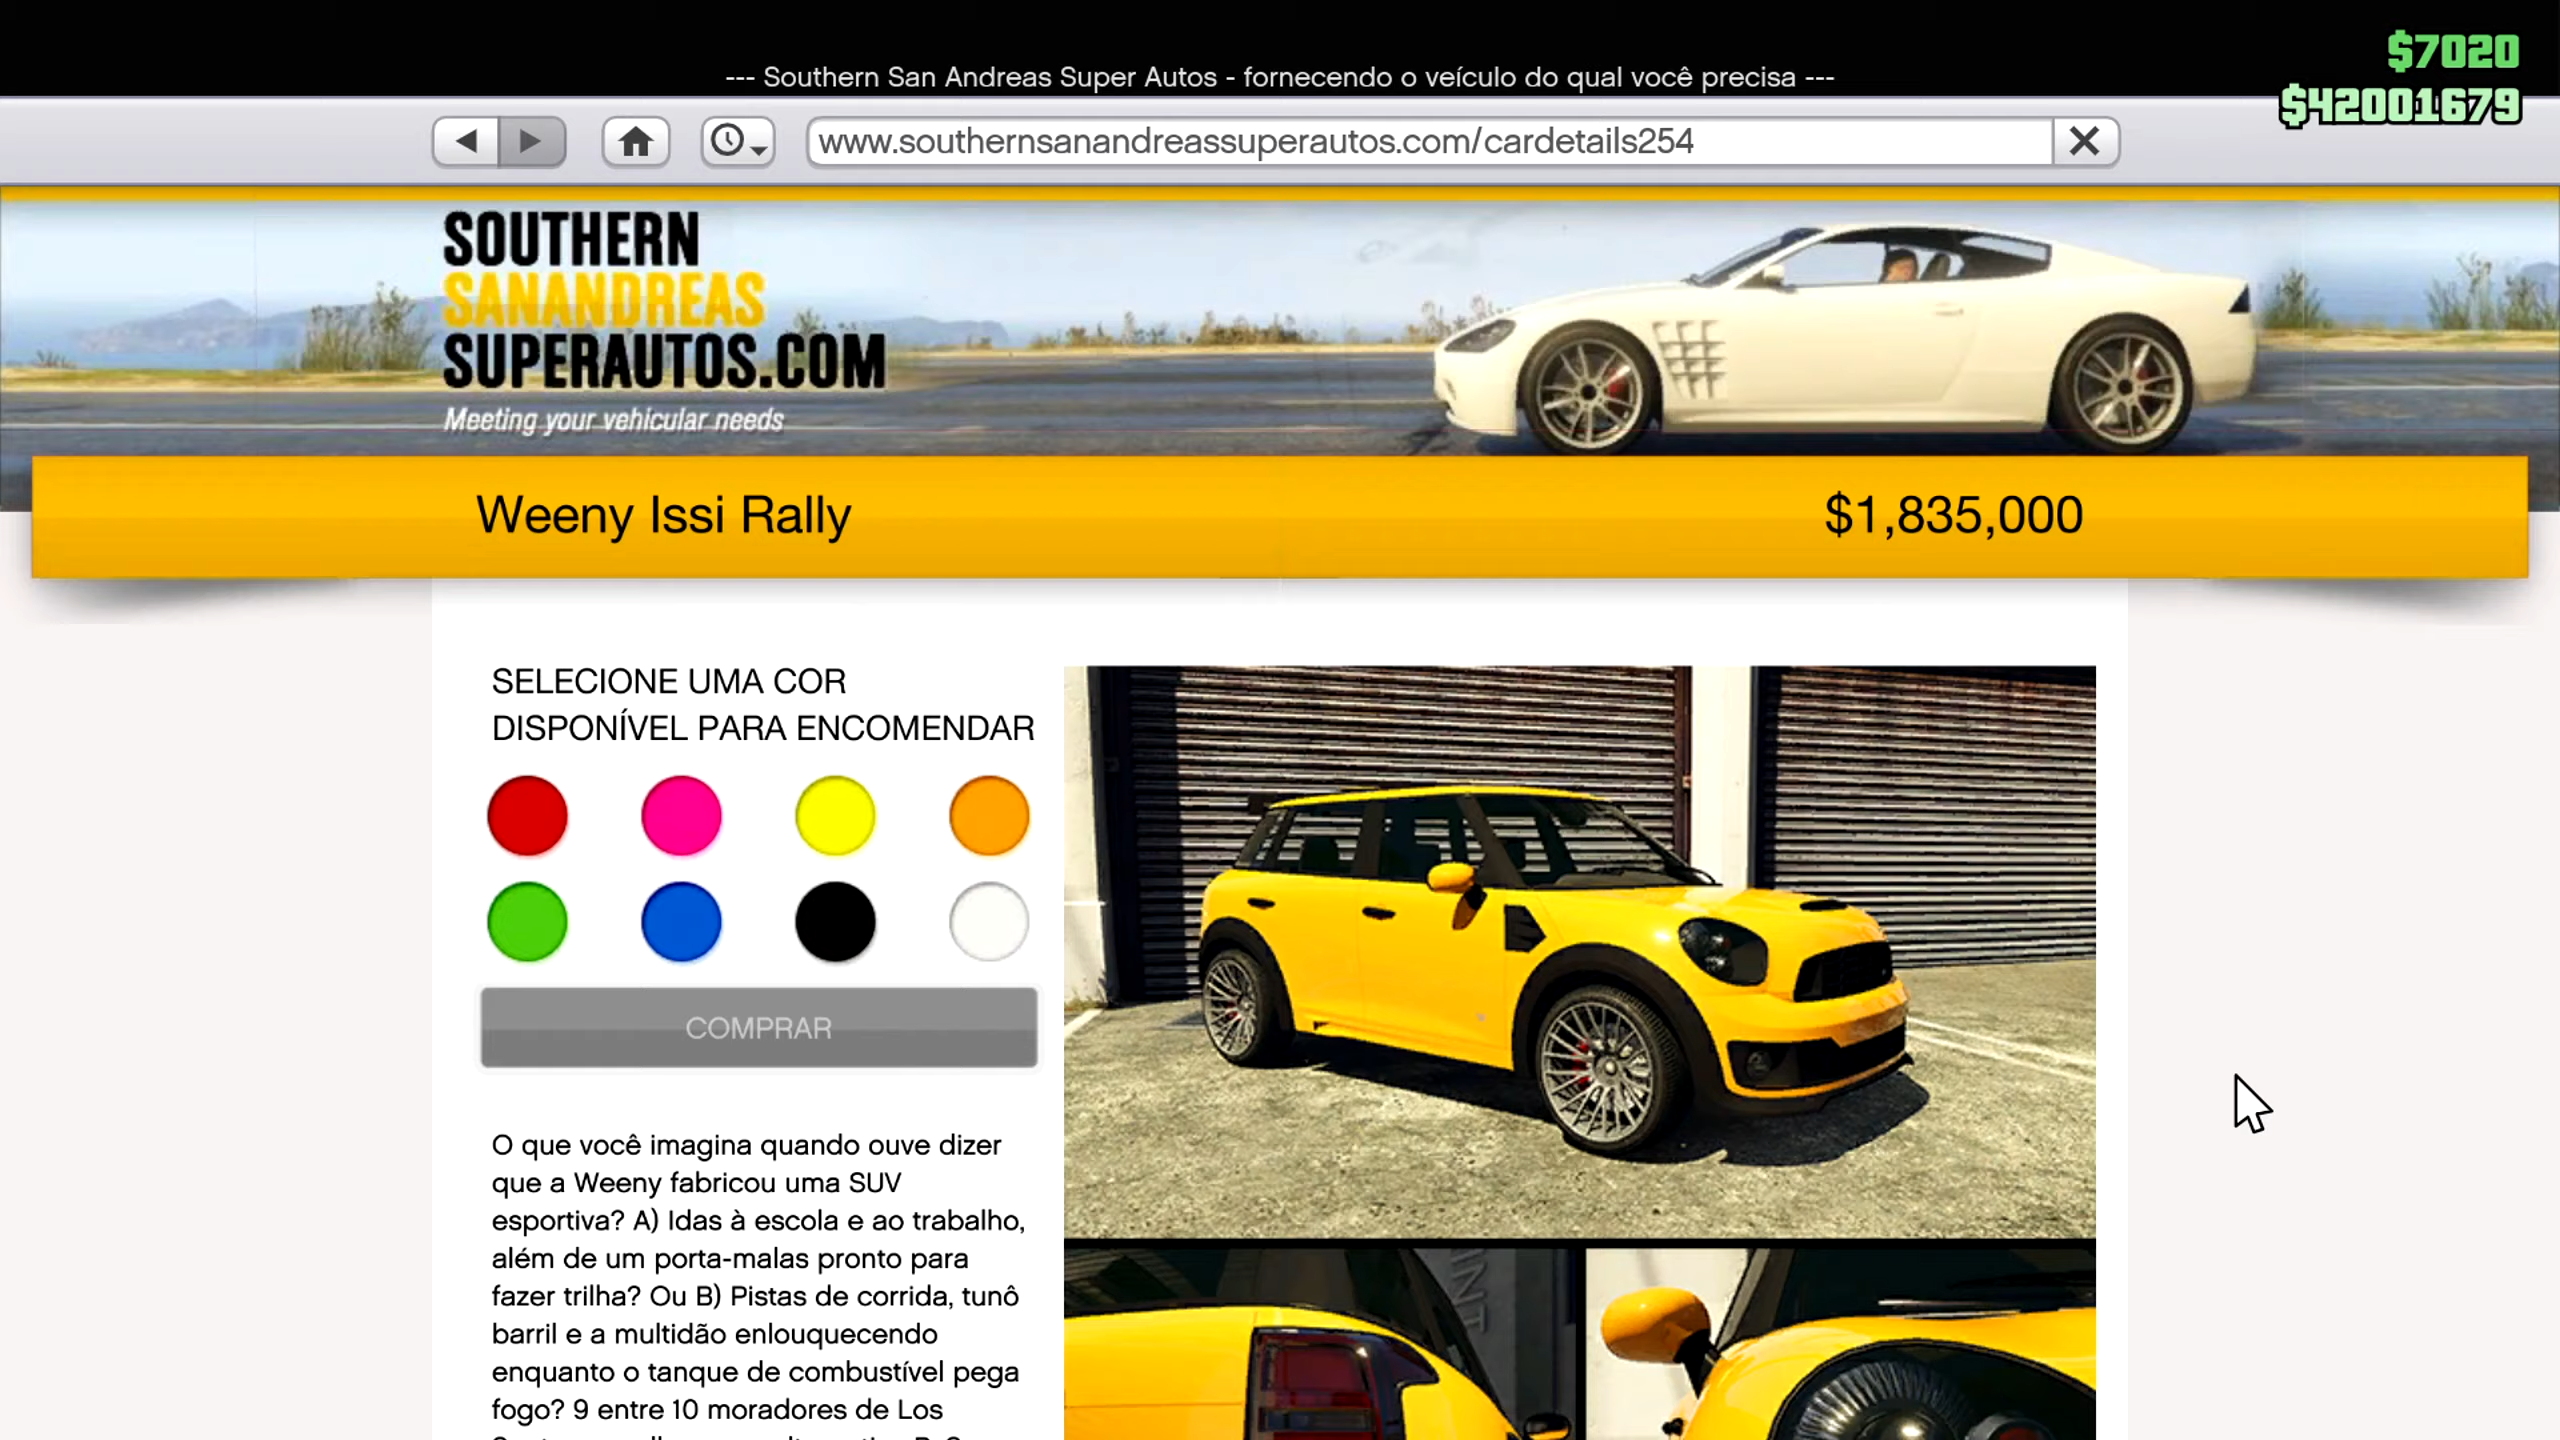 $7020
--- Southern San Andreas Super Autos - fornecendo o veículo do qual você precisa ---
$42001679
www.southernsanandreassuperautos.com/cardetails254
SOUTHERN
SANANDREAS
SUPERAUTOS.COM
Meeting your vehicular needs
Weeny Issi Rally
$1,835,000
SELECIONE UMA COR
DISPONÍVEL PARA ENCOMENDAR
COMPRAR
O que você imagina quando ouve dizer
que a Weeny fabricou uma SUV
esportiva? A) Idas à escola e ao trabalho,
além de um porta-malas pronto para
fazer trilha? Ou B) Pistas de corrida, tunô
barril e a multidão enlouquecendo
enquanto o tanque de combustível pega
fogo? 9 entre 10 moradores de Los